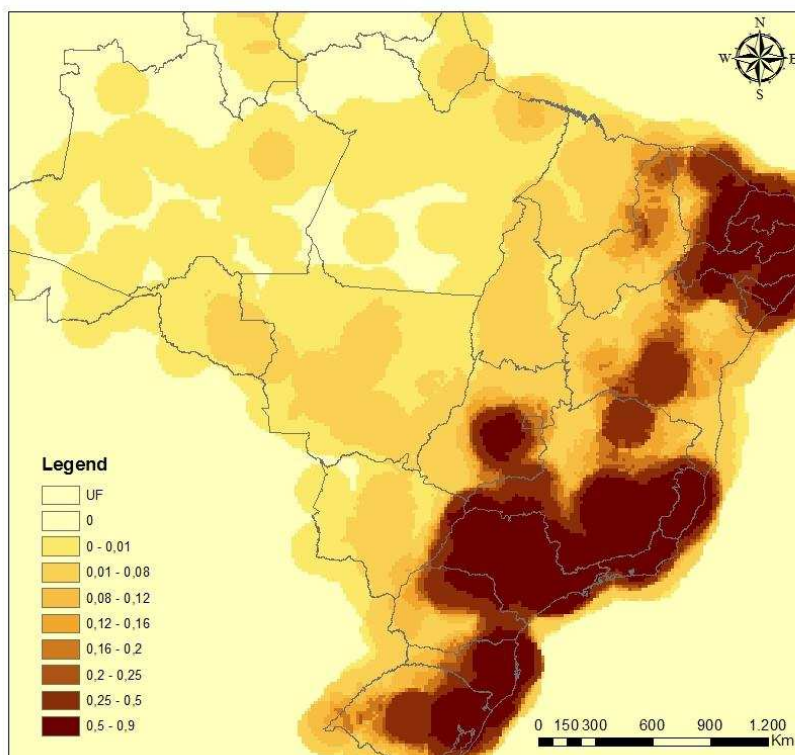 N
W E
S
Legend
UF
0
0 - 0,01
0,01 - 0,08
0,08 - 0,12
0,12 - 0,16
0,16 - 0,2
0,2 - 0,25
0,25 - 0,5
0,5 - 0,9
0 150 300 600 900 1.200
Km